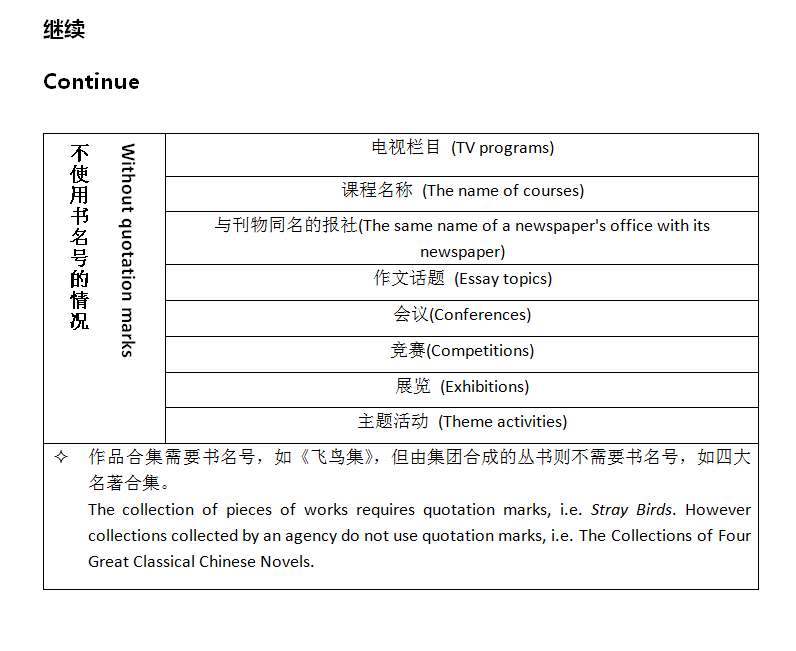 继续
Continue
不使用书名号的情况
Without quotation marks
电视栏目 (TV programs)
课程名称 (The name of courses)
与刊物同名的报社(The same name of a newspaper's office with its
newspaper)
作文话题 (Essay topics)
会议(Conferences)
竞赛(Competitions)
展览 (Exhibitions)
主题活动 (Theme activities)
✧ 作品合集需要书名号，如《飞鸟集》，但由集团合成的丛书则不需要书名号，如四大
名著合集。
The collection of pieces of works requires quotation marks, i.e. Stray Birds. However
collections collected by an agency do not use quotation marks, i.e. The Collections of Four
Great Classical Chinese Novels.